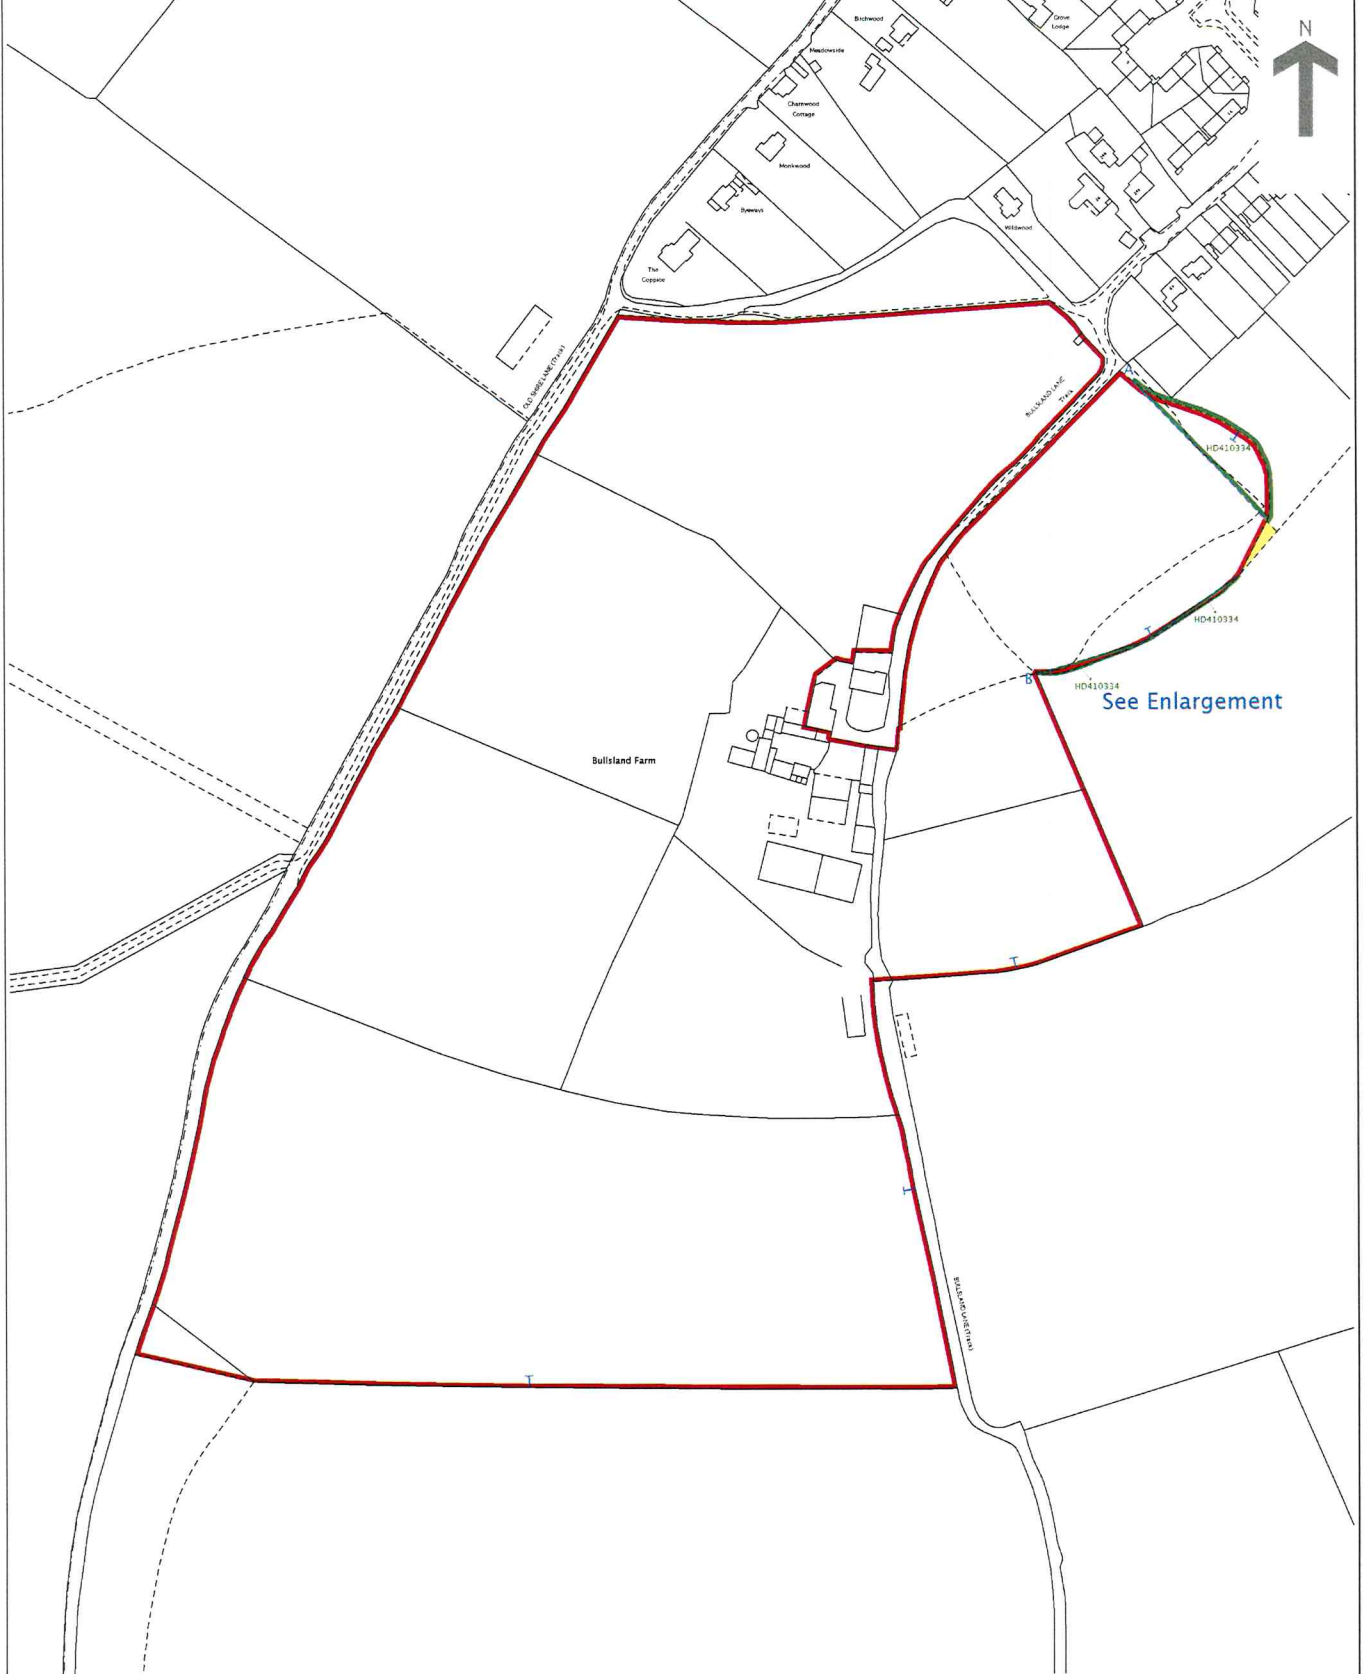 Birchwood
Grove
Lodge
N
Meadowside
Charnwood
Cottage
Monkwood
Byeways
Wildwood
The
Coppice
OLD SHIRE LANE (Track)
BULLSLAND LANE
Track
A
HD410334
HD410334
B
HD410334
See Enlargement
Bullsland Farm
T
T
T
T
T
BULLSLAND LANE (Track)